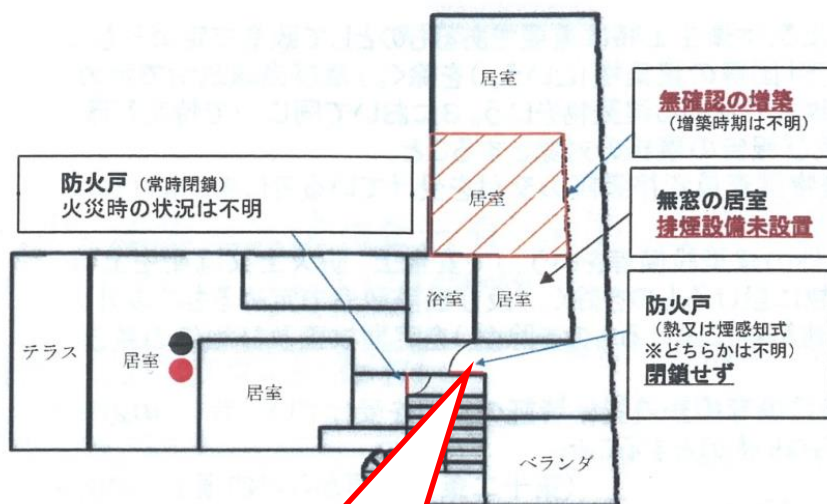 居室
無確認の増築
（増築時期は不明）
防火戸（常時閉鎖）
火災時の状況は不明
居室
無窓の居室
排煙設備未設置
浴室
居室
防火戸
（熱又は煙感知式
※どちらかは不明）
閉鎖せず
テラス
居室
居室
ベランダ